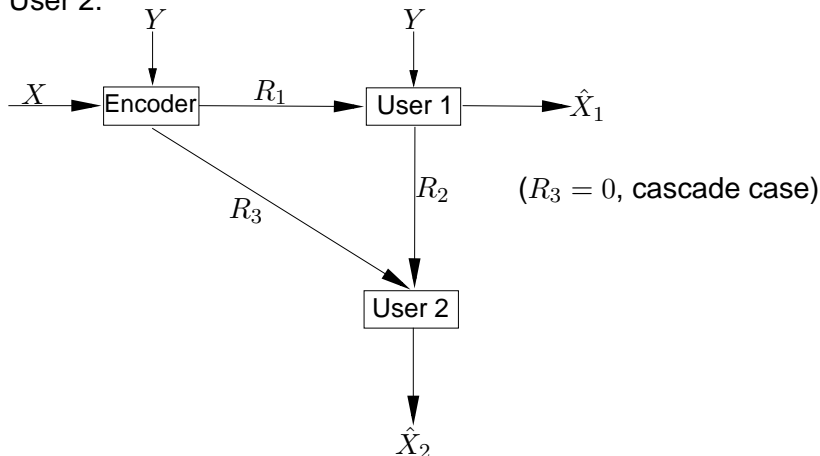 User 2.
Y Y
X Encoder R₁ User 1 X̂₁
R₂ (R₃ = 0, cascade case)
R₃
User 2
X̂₂